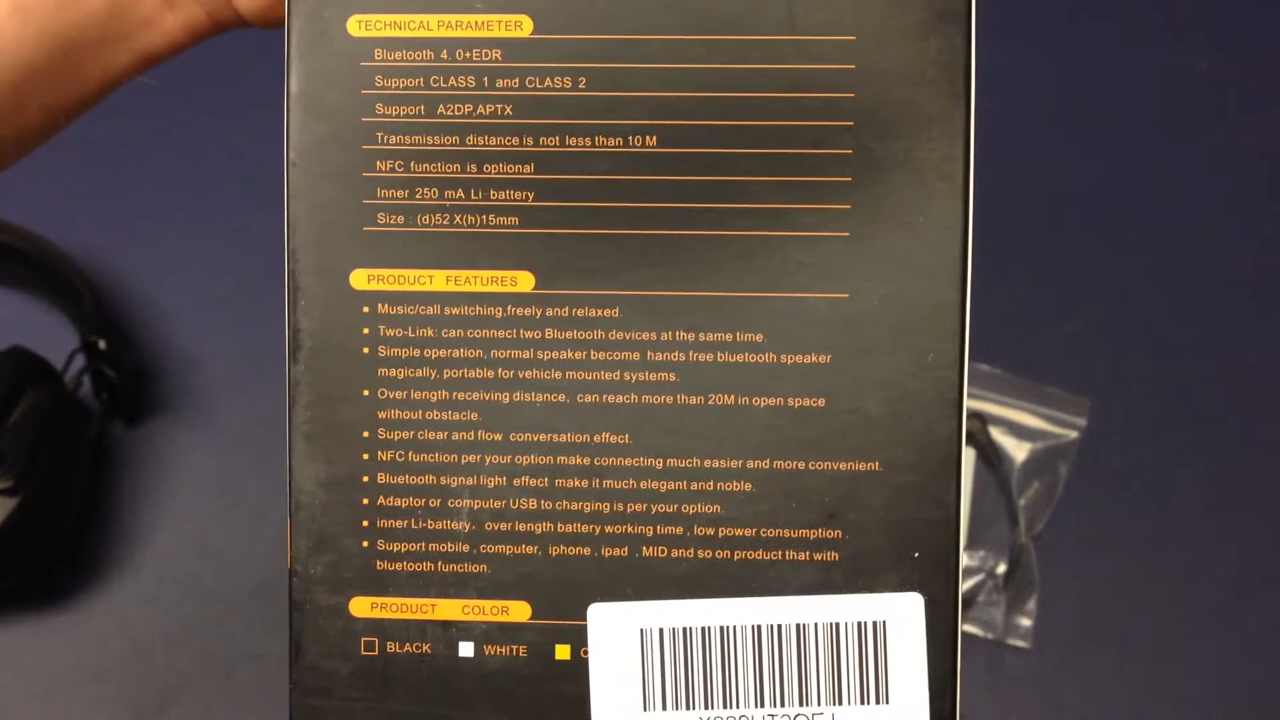 TECHNICAL PARAMETER
Bluetooth 4.0+EDR
Support CLASS 1 and CLASS 2
Support A2DP,APTX
Transmission distance is not less than 10 M
NFC function is optional
Inner 250 mA Li-battery
Size : (d)52 X(h)15mm
PRODUCT FEATURES
Music/call switching,freely and relaxed.
Two-Link: can connect two Bluetooth devices at the same time.
Simple operation, normal speaker become hands free bluetooth speaker
magically, portable for vehicle mounted systems.
Over length receiving distance, can reach more than 20M in open space
without obstacle.
Super clear and flow conversation effect.
NFC function per your option make connecting much easier and more convenient.
Bluetooth signal light effect make it much elegant and noble.
Adaptor or computer USB to charging is per your option.
inner Li-battery, over length battery working time , low power consumption .
Support mobile , computer, iphone , ipad , MID and so on product that with
bluetooth function.
PRODUCT COLOR
BLACK WHITE